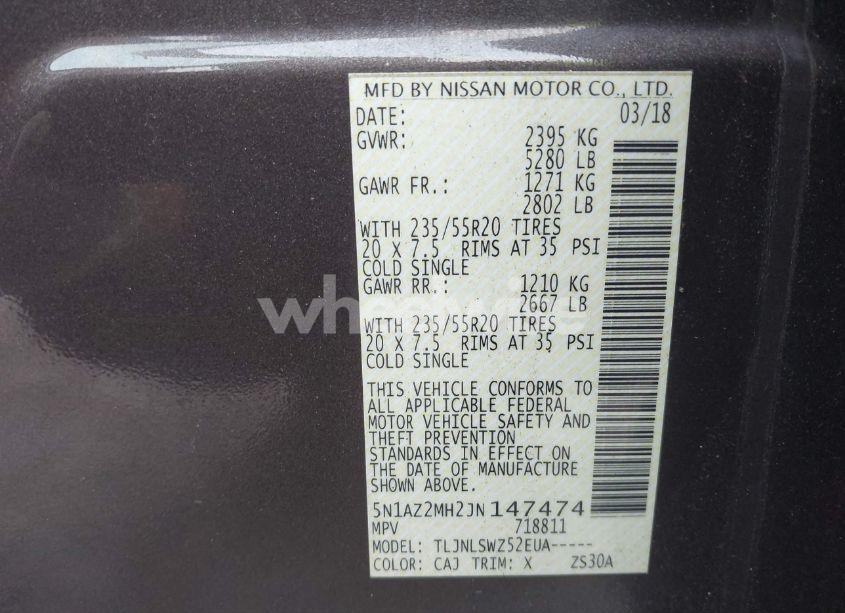 MFD BY NISSAN MOTOR CO., LTD.
DATE: 03/18
GVWR: 2395 KG
5280 LB
GAWR FR.: 1271 KG
2802 LB
WITH 235/55R20 TIRES
20 X 7.5 RIMS AT 35 PSI
COLD SINGLE
GAWR RR.: 1210 KG
2667 LB
WITH 235/55R20 TIRES
20 X 7.5 RIMS AT 35 PSI
COLD SINGLE
THIS VEHICLE CONFORMS TO
ALL APPLICABLE FEDERAL
MOTOR VEHICLE SAFETY AND
THEFT PREVENTION
STANDARDS IN EFFECT ON
THE DATE OF MANUFACTURE
SHOWN ABOVE.
5N1AZ2MH2JN147474
MPV 718811
MODEL: TLJNLSWZ52EUA-----
COLOR: CAJ TRIM: X ZS30A